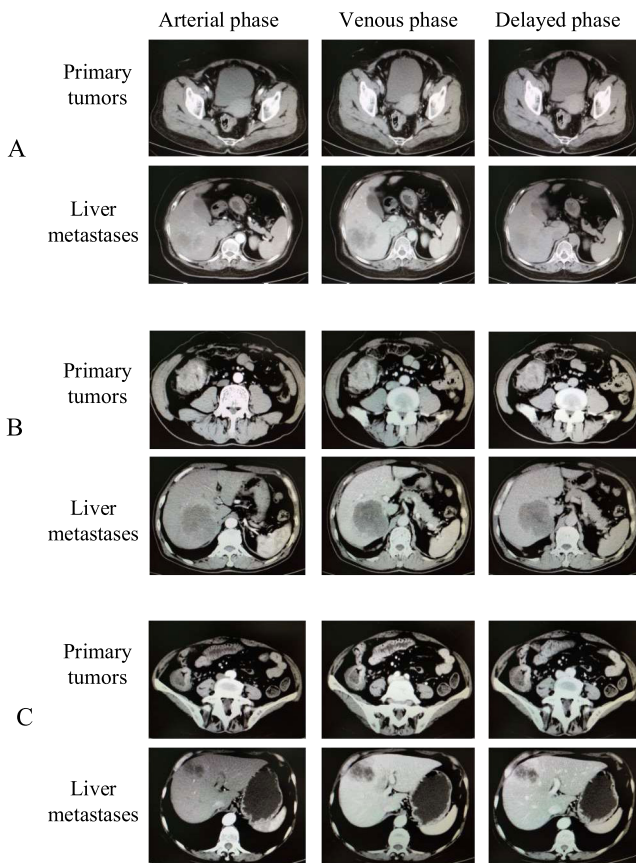 Arterial phase Venous phase Delayed phase
Primary
tumors
A
Liver
metastases
Primary
tumors
B
Liver
metastases
Primary
tumors
C
Liver
metastases